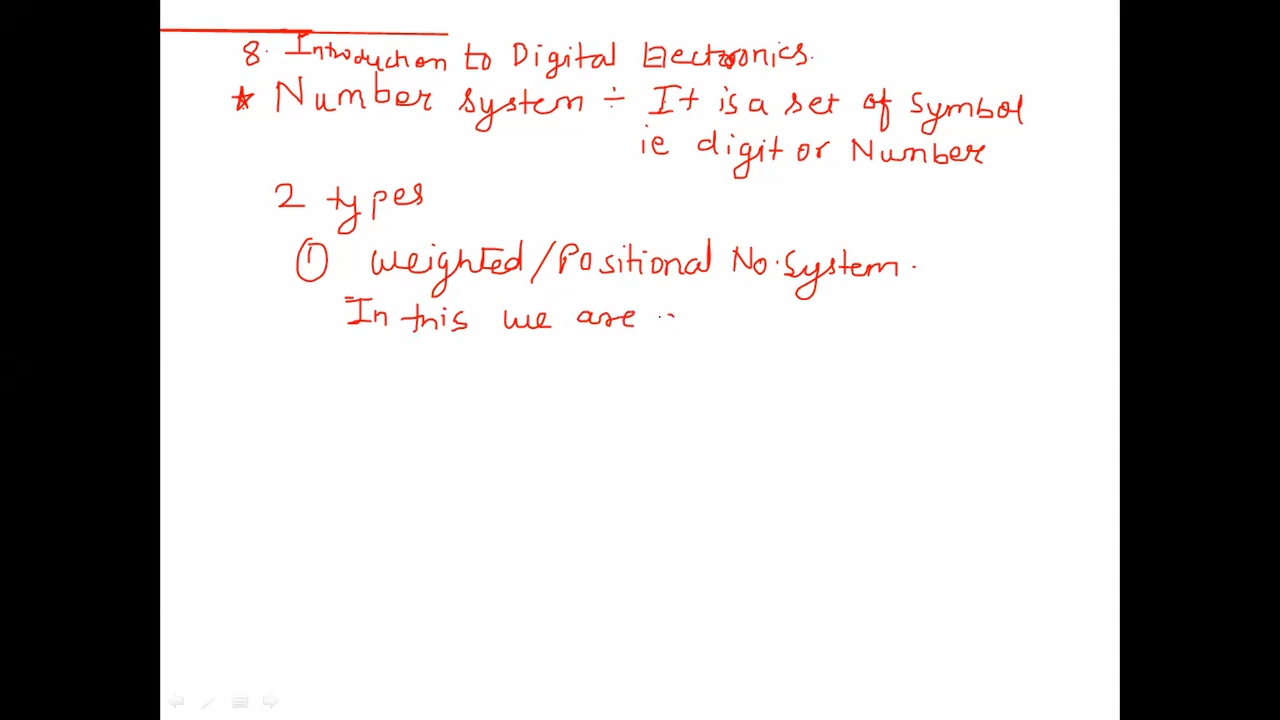 8. Introduction to Digital Electronics.
* Number system ÷ It is a set of symbol
ie digit or Number
2 types
① weighted/Positional No. system.
In this we are